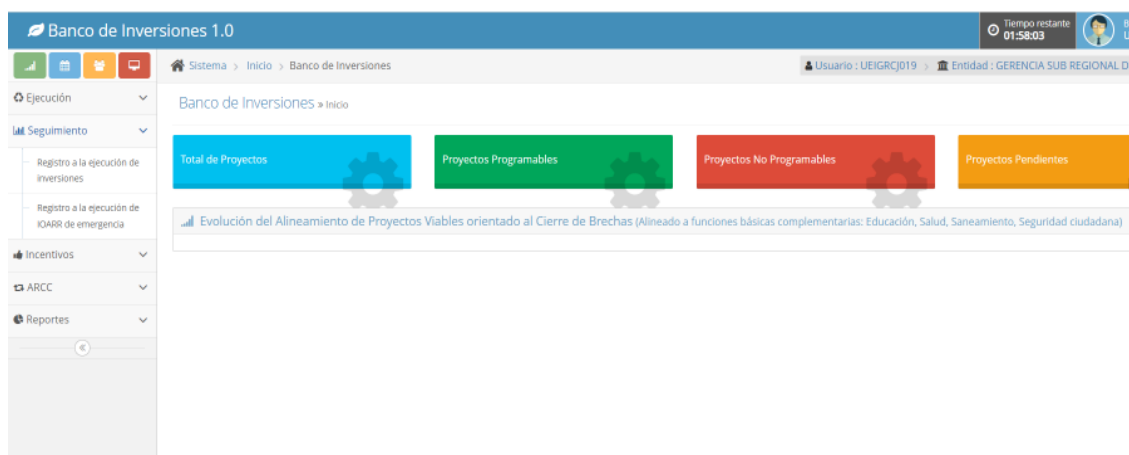 Banco de Inversiones 1.0
Tiempo restante
01:58:03
Sistema > Inicio > Banco de Inversiones
Usuario : UEIGRCJ019 > Entidad : GERENCIA SUB REGIONAL D
Ejecución
Seguimiento
Registro a la ejecución de
inversiones
Registro a la ejecución de
IOARR de emergencia
Incentivos
ARCC
Reportes
Banco de Inversiones » Inicio
Total de Proyectos
Proyectos Programables
Proyectos No Programables
Proyectos Pendientes
Evolución del Alineamiento de Proyectos Viables orientado al Cierre de Brechas (Alineado a funciones básicas complementarias: Educación, Salud, Saneamiento, Seguridad ciudadana)